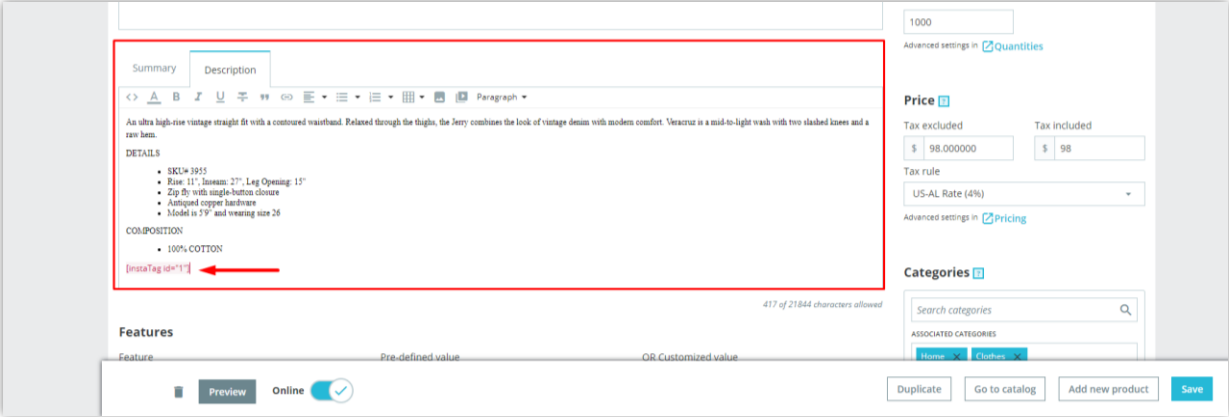 1000
Advanced settings in Quantities
Summary
Description
Paragraph
An ultra high-rise vintage straight fit with a contoured waistband. Relaxed through the thighs, the Jerry combines the look of vintage denim with modern comfort. Veracruz is a mid-to-light wash with two slashed knees and a
raw hem.
DETAILS
SKU# 3955
Rise: 11", Inseam: 27", Leg Opening: 15"
Zip fly with single-button closure
Antiqued copper hardware
Model is 5'9" and wearing size 26
COMPOSITION
100% COTTON
[InstaTag id="1"]
417 of 21844 characters allowed
Price ?
Tax excluded Tax included
$ 98.000000 $ 98
Tax rule
US-AL Rate (4%)
Advanced settings in Pricing
Categories ?
Search categories
ASSOCIATED CATEGORIES
Home × Clothes ×
Features
Feature Pre-defined value OR Customized value
Preview Online Duplicate Go to catalog Add new product Save